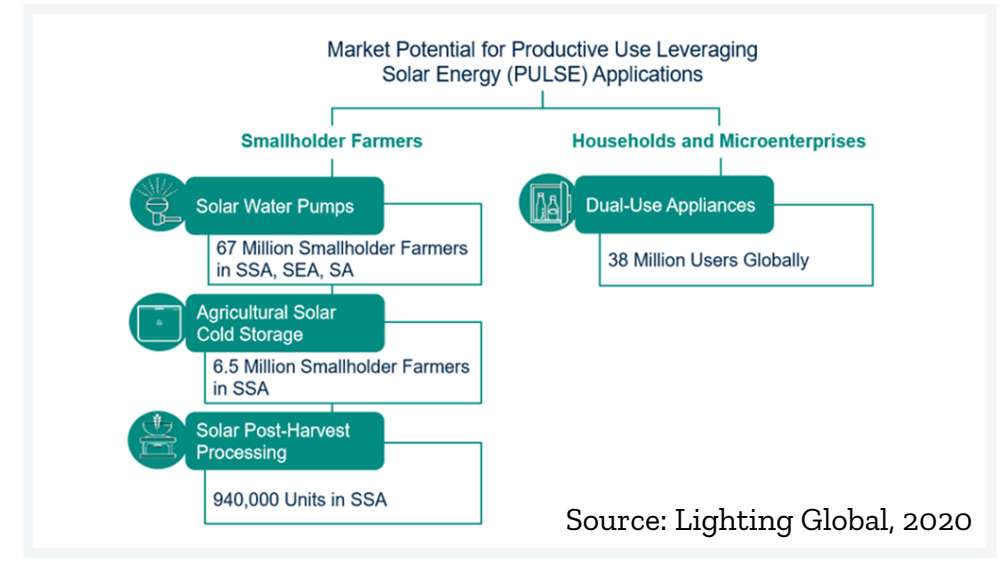 Market Potential for Productive Use Leveraging
Solar Energy (PULSE) Applications
Smallholder Farmers
Solar Water Pumps
67 Million Smallholder Farmers
in SSA, SEA, SA
Agricultural Solar
Cold Storage
6.5 Million Smallholder Farmers
in SSA
Solar Post-Harvest
Processing
940,000 Units in SSA
Households and Microenterprises
Dual-Use Appliances
38 Million Users Globally
Source: Lighting Global, 2020